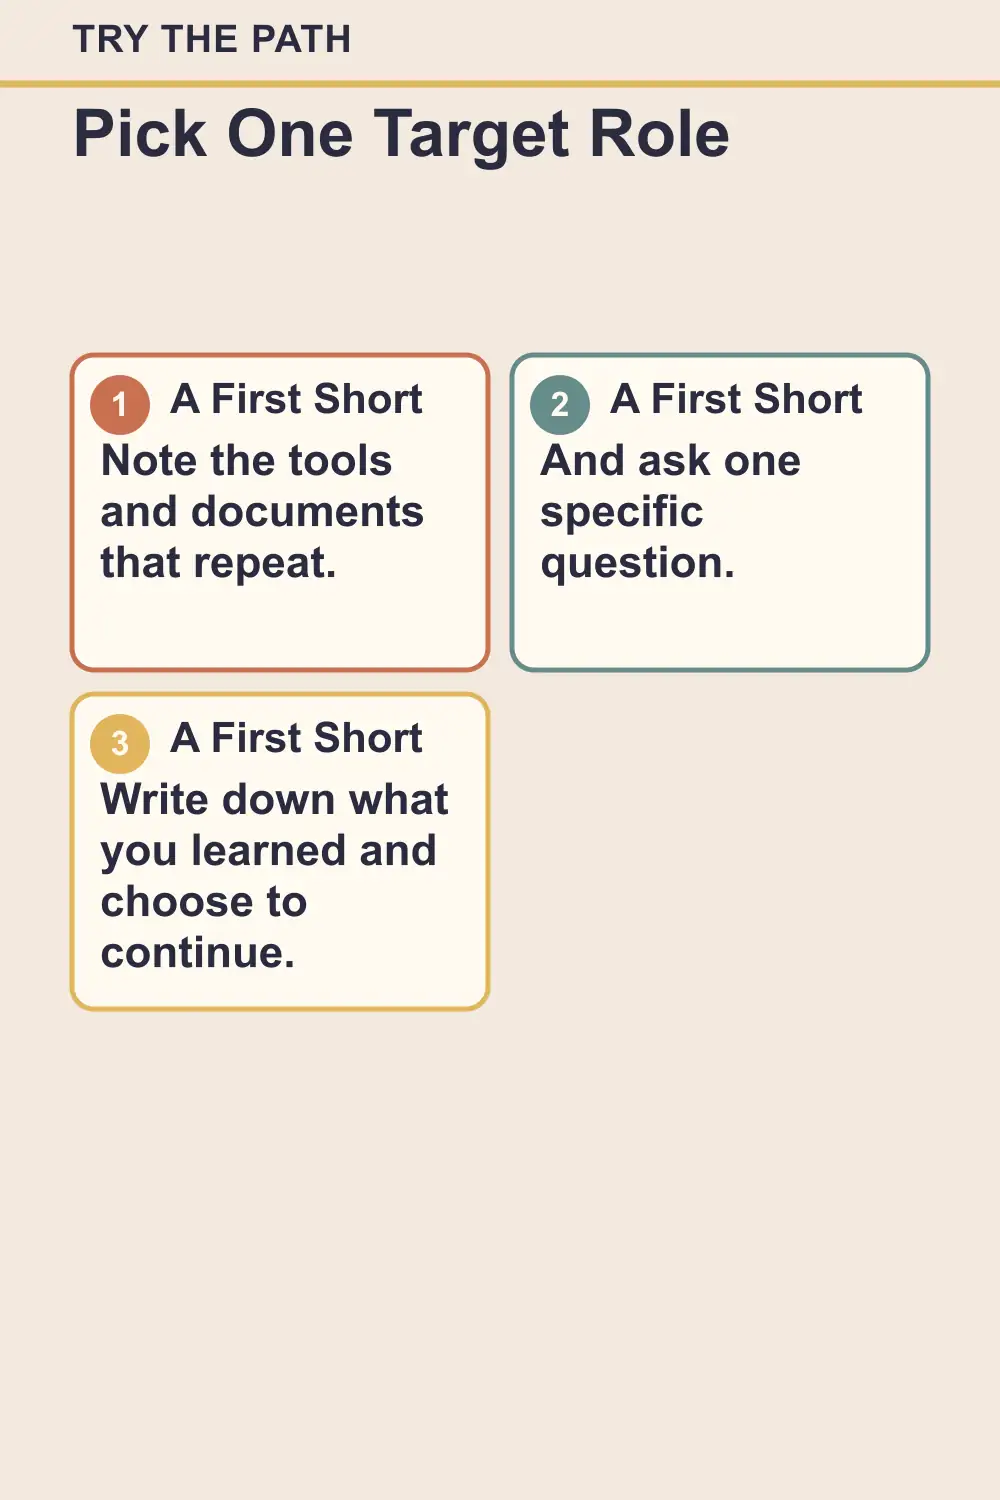 TRY THE PATH
Pick One Target Role
1 A First Short
Note the tools
and documents
that repeat.
2 A First Short
And ask one
specific
question.
3 A First Short
Write down what
you learned and
choose to
continue.